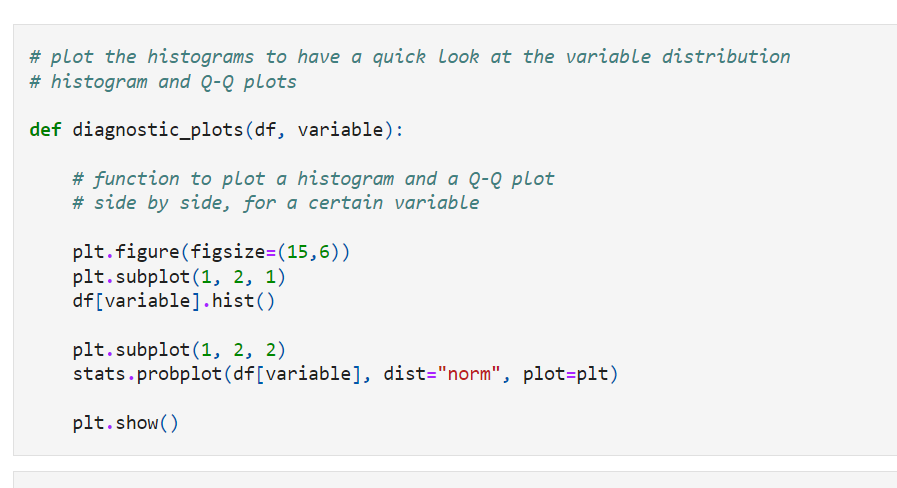 # plot the histograms to have a quick look at the variable distribution
# histogram and Q-Q plots
def diagnostic_plots(df, variable):
# function to plot a histogram and a Q-Q plot
# side by side, for a certain variable
plt.figure(figsize=(15,6))
plt.subplot(1, 2, 1)
df[variable].hist()
plt.subplot(1, 2, 2)
stats.probplot(df[variable], dist="norm", plot=plt)
plt.show()